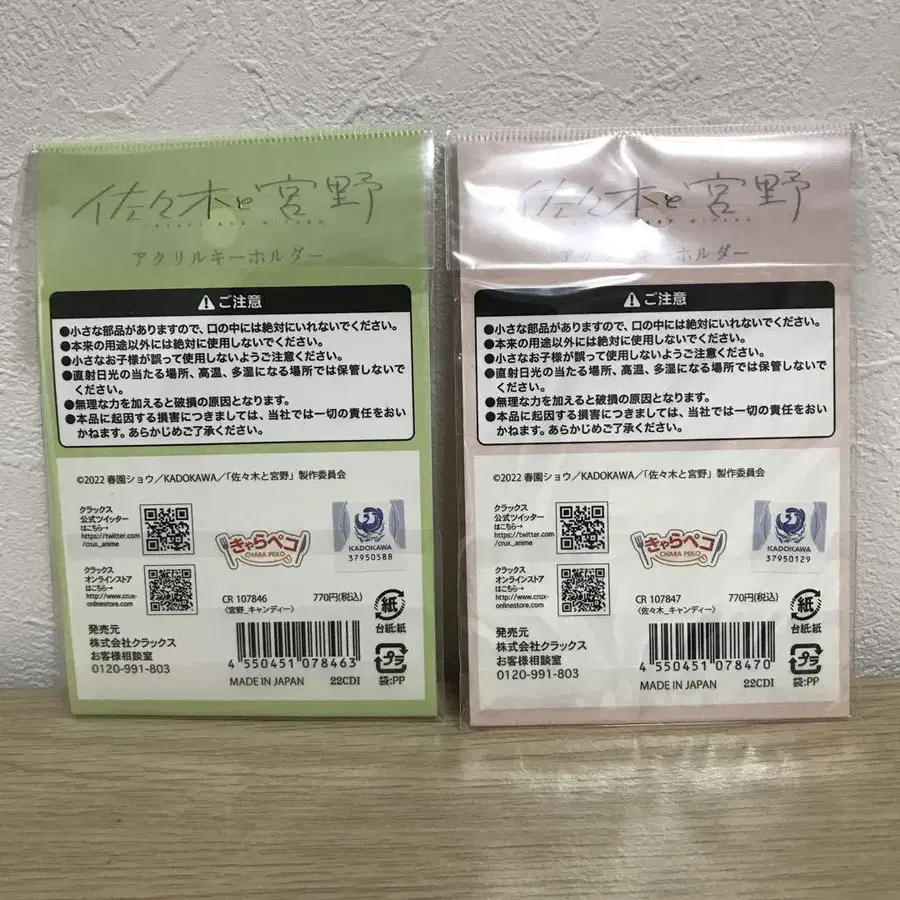 佐々木と宮野
SASAKI AND MIYANO
アクリルキーホルダー
ご注意
●小さな部品がありますので、口の中には絶対にいれないでください。
●本来の用途以外には絶対に使用しないでください。
●小さなお子様が誤って使用しないようご注意ください。
●直射日光の当たる場所、高温、多湿になる場所では保管しないで
ください。
●無理な力を加えると破損の原因となります。
●本品に起因する損害につきましては、当社では一切の責任をおい
かねます。あらかじめご了承ください。
©2022 春園ショウ/KADOKAWA/「佐々木と宮野」製作委員会
クラックス
公式ツイッター
はこちら→
https://twitter.com
/crux_anime
きゃらペコ
CHARA PEKO
KADOKAWA
37950588
クラックス
オンラインストア
はこちら→
http://www.crux-
onlinestore.com
CR 107846 770円(税込)
〈宮野_キャンディー〉
紙
台紙:紙
発売元
株式会社クラックス
お客様相談室
0120-991-803
4 550451 078463
MADE IN JAPAN 22CDI
プラ
袋:PP
佐々木と宮野
SASAKI AND MIYANO
アクリルキーホルダー
ご注意
●小さな部品がありますので、口の中には絶対にいれないでください。
●本来の用途以外には絶対に使用しないでください。
●小さなお子様が誤って使用しないようご注意ください。
●直射日光の当たる場所、高温、多湿になる場所では保管しないで
ください。
●無理な力を加えると破損の原因となります。
●本品に起因する損害につきましては、当社では一切の責任をおい
かねます。あらかじめご了承ください。
©2022 春園ショウ/KADOKAWA/「佐々木と宮野」製作委員会
クラックス
公式ツイッター
はこちら→
https://twitter.com
/crux_anime
きゃらペコ
CHARA PEKO
KADOKAWA
37950129
クラックス
オンラインストア
はこちら→
http://www.crux-
onlinestore.com
CR 107847 770円(税込)
〈佐々木_キャンディー〉
紙
台紙:紙
発売元
株式会社クラックス
お客様相談室
0120-991-803
4 550451 078470
MADE IN JAPAN 22CDI
プラ
袋:PP